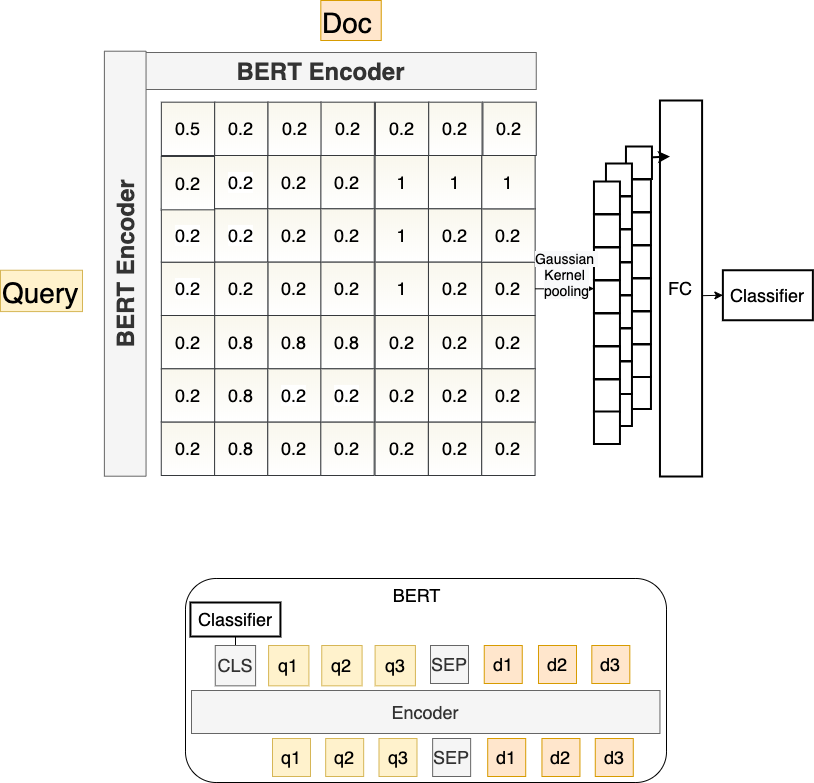 Doc
BERT Encoder
BERT Encoder
Query
0.5 0.2 0.2 0.2 0.2 0.2 0.2
0.2 0.2 0.2 0.2 1 1 1
0.2 0.2 0.2 0.2 1 0.2 0.2
0.2 0.2 0.2 0.2 1 0.2 0.2
0.2 0.8 0.8 0.8 0.2 0.2 0.2
0.2 0.8 0.2 0.2 0.2 0.2 0.2
0.2 0.8 0.2 0.2 0.2 0.2 0.2
Gaussian
Kernel
pooling
FC
Classifier
BERT
Classifier
CLS q1 q2 q3 SEP d1 d2 d3
Encoder
q1 q2 q3 SEP d1 d2 d3